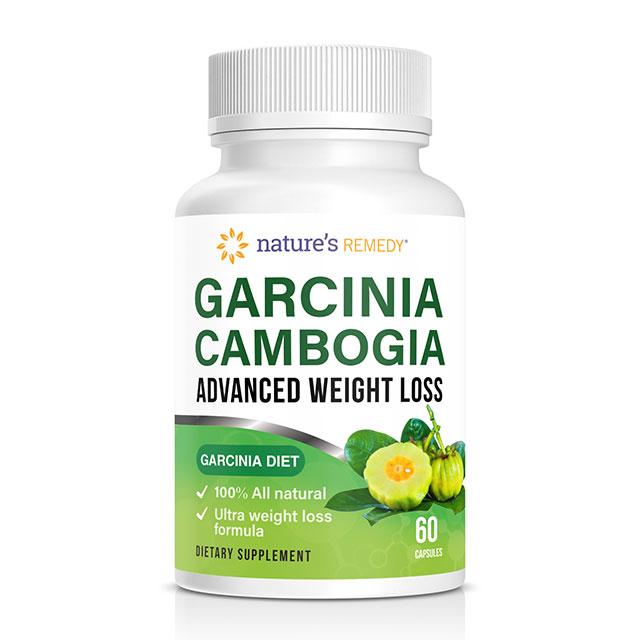 nature's REMEDY®
GARCINIA
CAMBOGIA
ADVANCED WEIGHT LOSS
GARCINIA DIET
✓ 100% All natural
✓ Ultra weight loss
formula
DIETARY SUPPLEMENT
60
CAPSULES